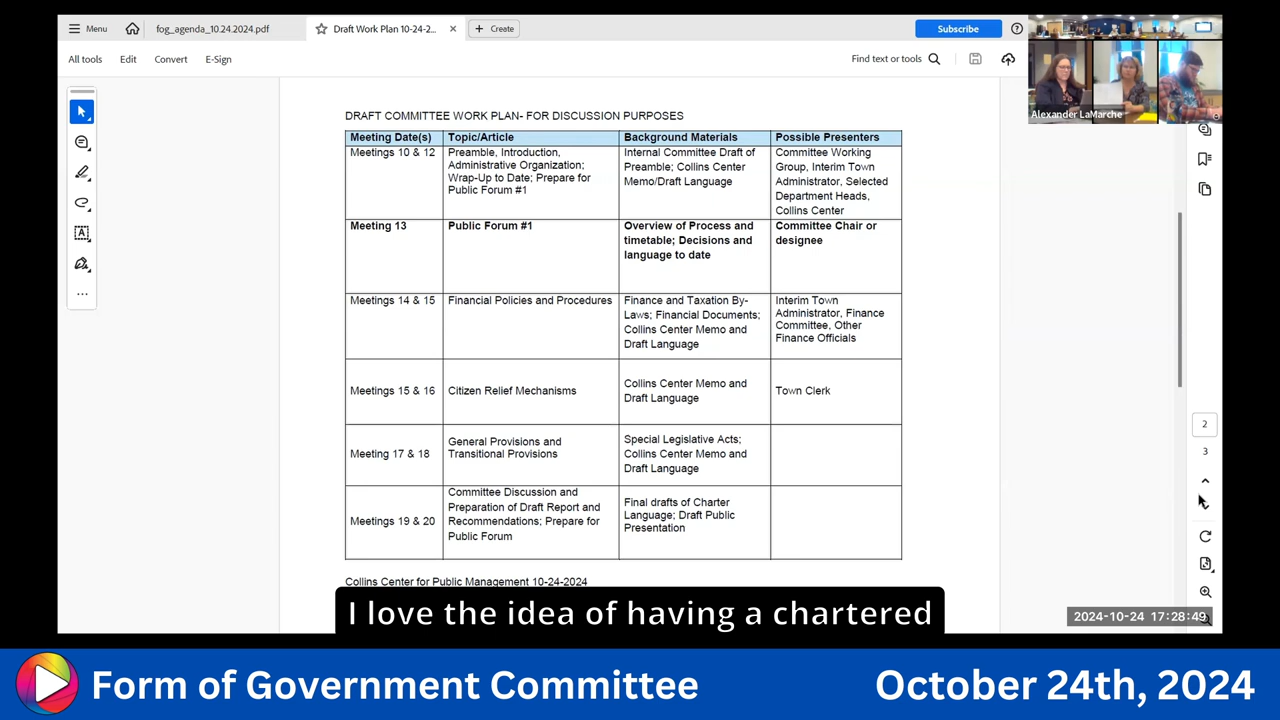 Menu
fog_agenda_10.24.2024.pdf
Draft Work Plan 10-24-2...
Create
Subscribe
All tools
Edit
Convert
E-Sign
Find text or tools
Alexander LaMarche
DRAFT COMMITTEE WORK PLAN- FOR DISCUSSION PURPOSES
Meeting Date(s)
Topic/Article
Background Materials
Possible Presenters
Meetings 10 & 12
Preamble, Introduction,
Administrative Organization;
Wrap-Up to Date; Prepare for
Public Forum #1
Internal Committee Draft of
Preamble; Collins Center
Memo/Draft Language
Committee Working
Group, Interim Town
Administrator, Selected
Department Heads,
Collins Center
Meeting 13
Public Forum #1
Overview of Process and
timetable; Decisions and
language to date
Committee Chair or
designee
Meetings 14 & 15
Financial Policies and Procedures
Finance and Taxation By-
Laws; Financial Documents;
Collins Center Memo and
Draft Language
Interim Town
Administrator, Finance
Committee, Other
Finance Officials
Meetings 15 & 16
Citizen Relief Mechanisms
Collins Center Memo and
Draft Language
Town Clerk
Meeting 17 & 18
General Provisions and
Transitional Provisions
Special Legislative Acts;
Collins Center Memo and
Draft Language
Meetings 19 & 20
Committee Discussion and
Preparation of Draft Report and
Recommendations; Prepare for
Public Forum
Final drafts of Charter
Language; Draft Public
Presentation
Collins Center for Public Management 10-24-2024
2
3
I love the idea of having a chartered
2024-10-24 17:28:49
Form of Government Committee
October 24th, 2024